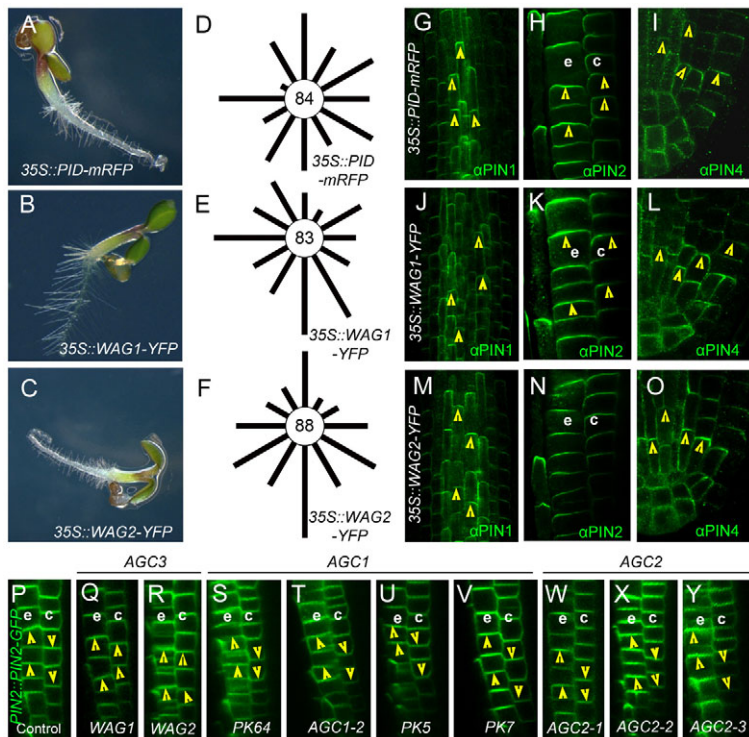 A
35S::PID-mRFP
B
35S::WAG1-YFP
C
35S::WAG2-YFP
D
84
35S::PID
-mRFP
E
83
35S::WAG1
-YFP
F
88
35S::WAG2
-YFP
35S::PID-mRFP
G
αPIN1
H
e c
αPIN2
I
αPIN4
35S::WAG1-YFP
J
αPIN1
K
e c
αPIN2
L
αPIN4
35S::WAG2-YFP
M
αPIN1
N
e c
αPIN2
O
αPIN4
AGC3 AGC1 AGC2
PIN2::PIN2-GFP
P
e c
Control
Q
e c
WAG1
R
e c
WAG2
S
e c
PK64
T
e c
AGC1-2
U
e c
PK5
V
e c
PK7
W
e c
AGC2-1
X
e c
AGC2-2
Y
e c
AGC2-3